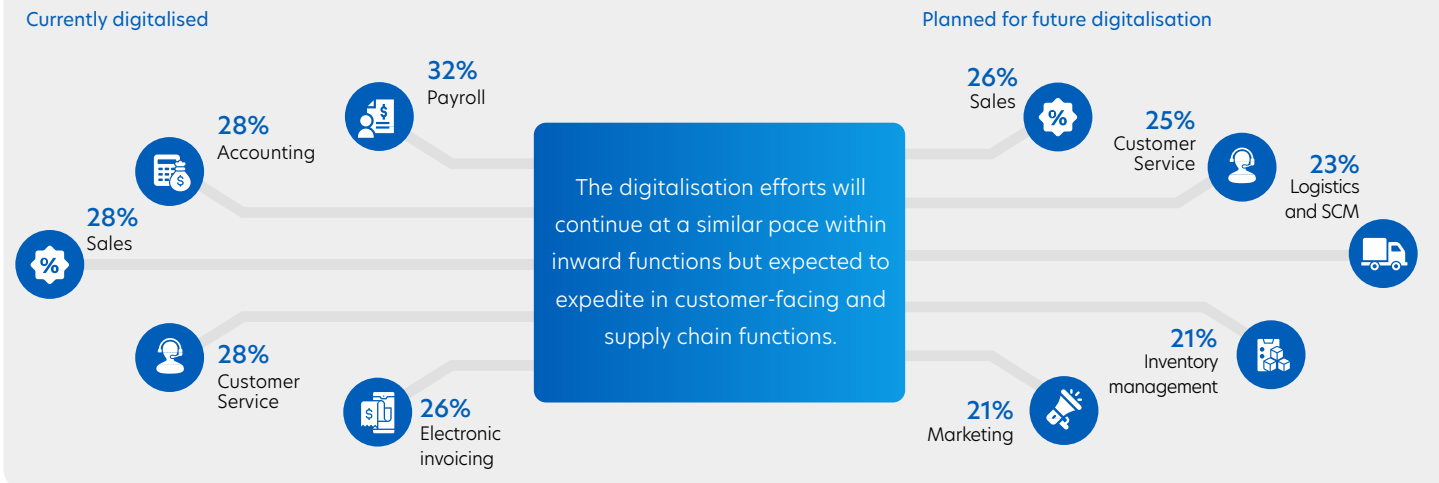 Currently digitalised
32%
Payroll
28%
Accounting
28%
Sales
%
28%
Customer
Service
26%
Electronic
invoicing
$
$
$
The digitalisation efforts will
continue at a similar pace within
inward functions but expected to
expedite in customer-facing and
supply chain functions.
Planned for future digitalisation
26%
Sales
%
25%
Customer
Service
23%
Logistics
and SCM
21%
Inventory
management
21%
Marketing